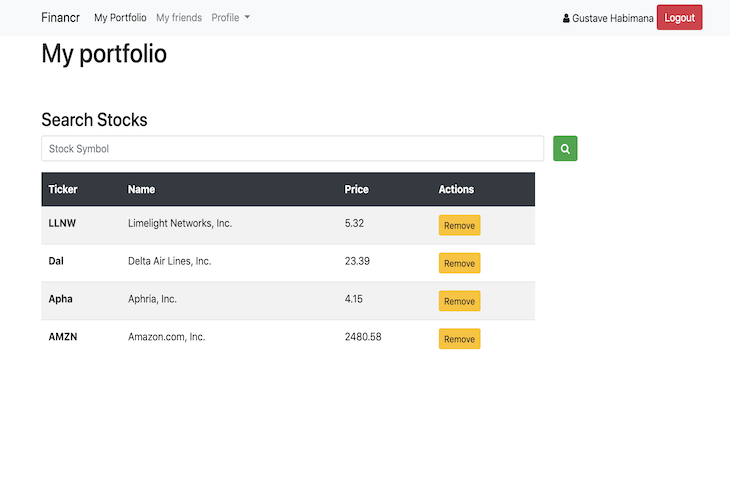 Financr My Portfolio My friends Profile Gustave Habimana Logout
My portfolio
Search Stocks
Stock Symbol
Ticker Name Price Actions
LLNW Limelight Networks, Inc. 5.32 Remove
Dal Delta Air Lines, Inc. 23.39 Remove
Apha Aphria, Inc. 4.15 Remove
AMZN Amazon.com, Inc. 2480.58 Remove